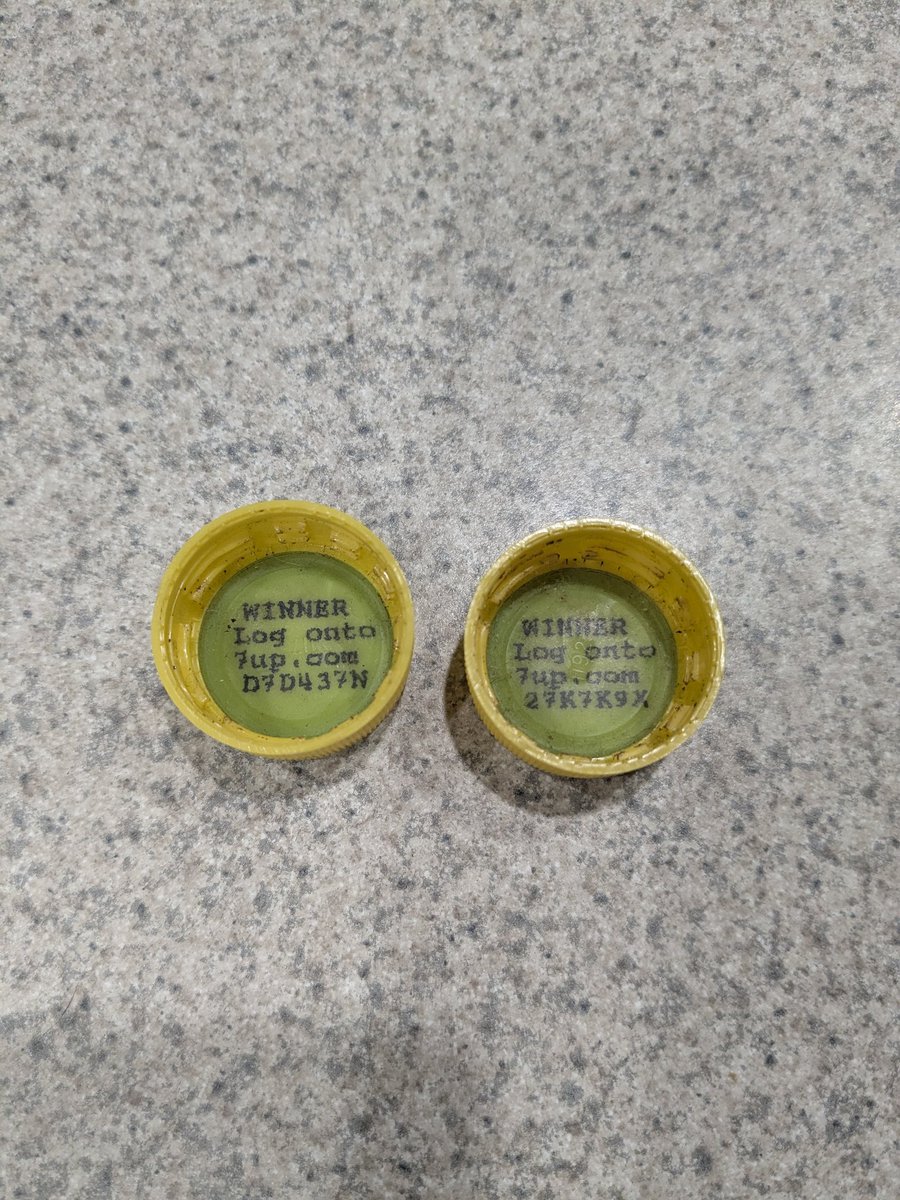 WINNER
Log onto
7up.com
D7D437N
WINNER
Log onto
7up.com
27K7K9X